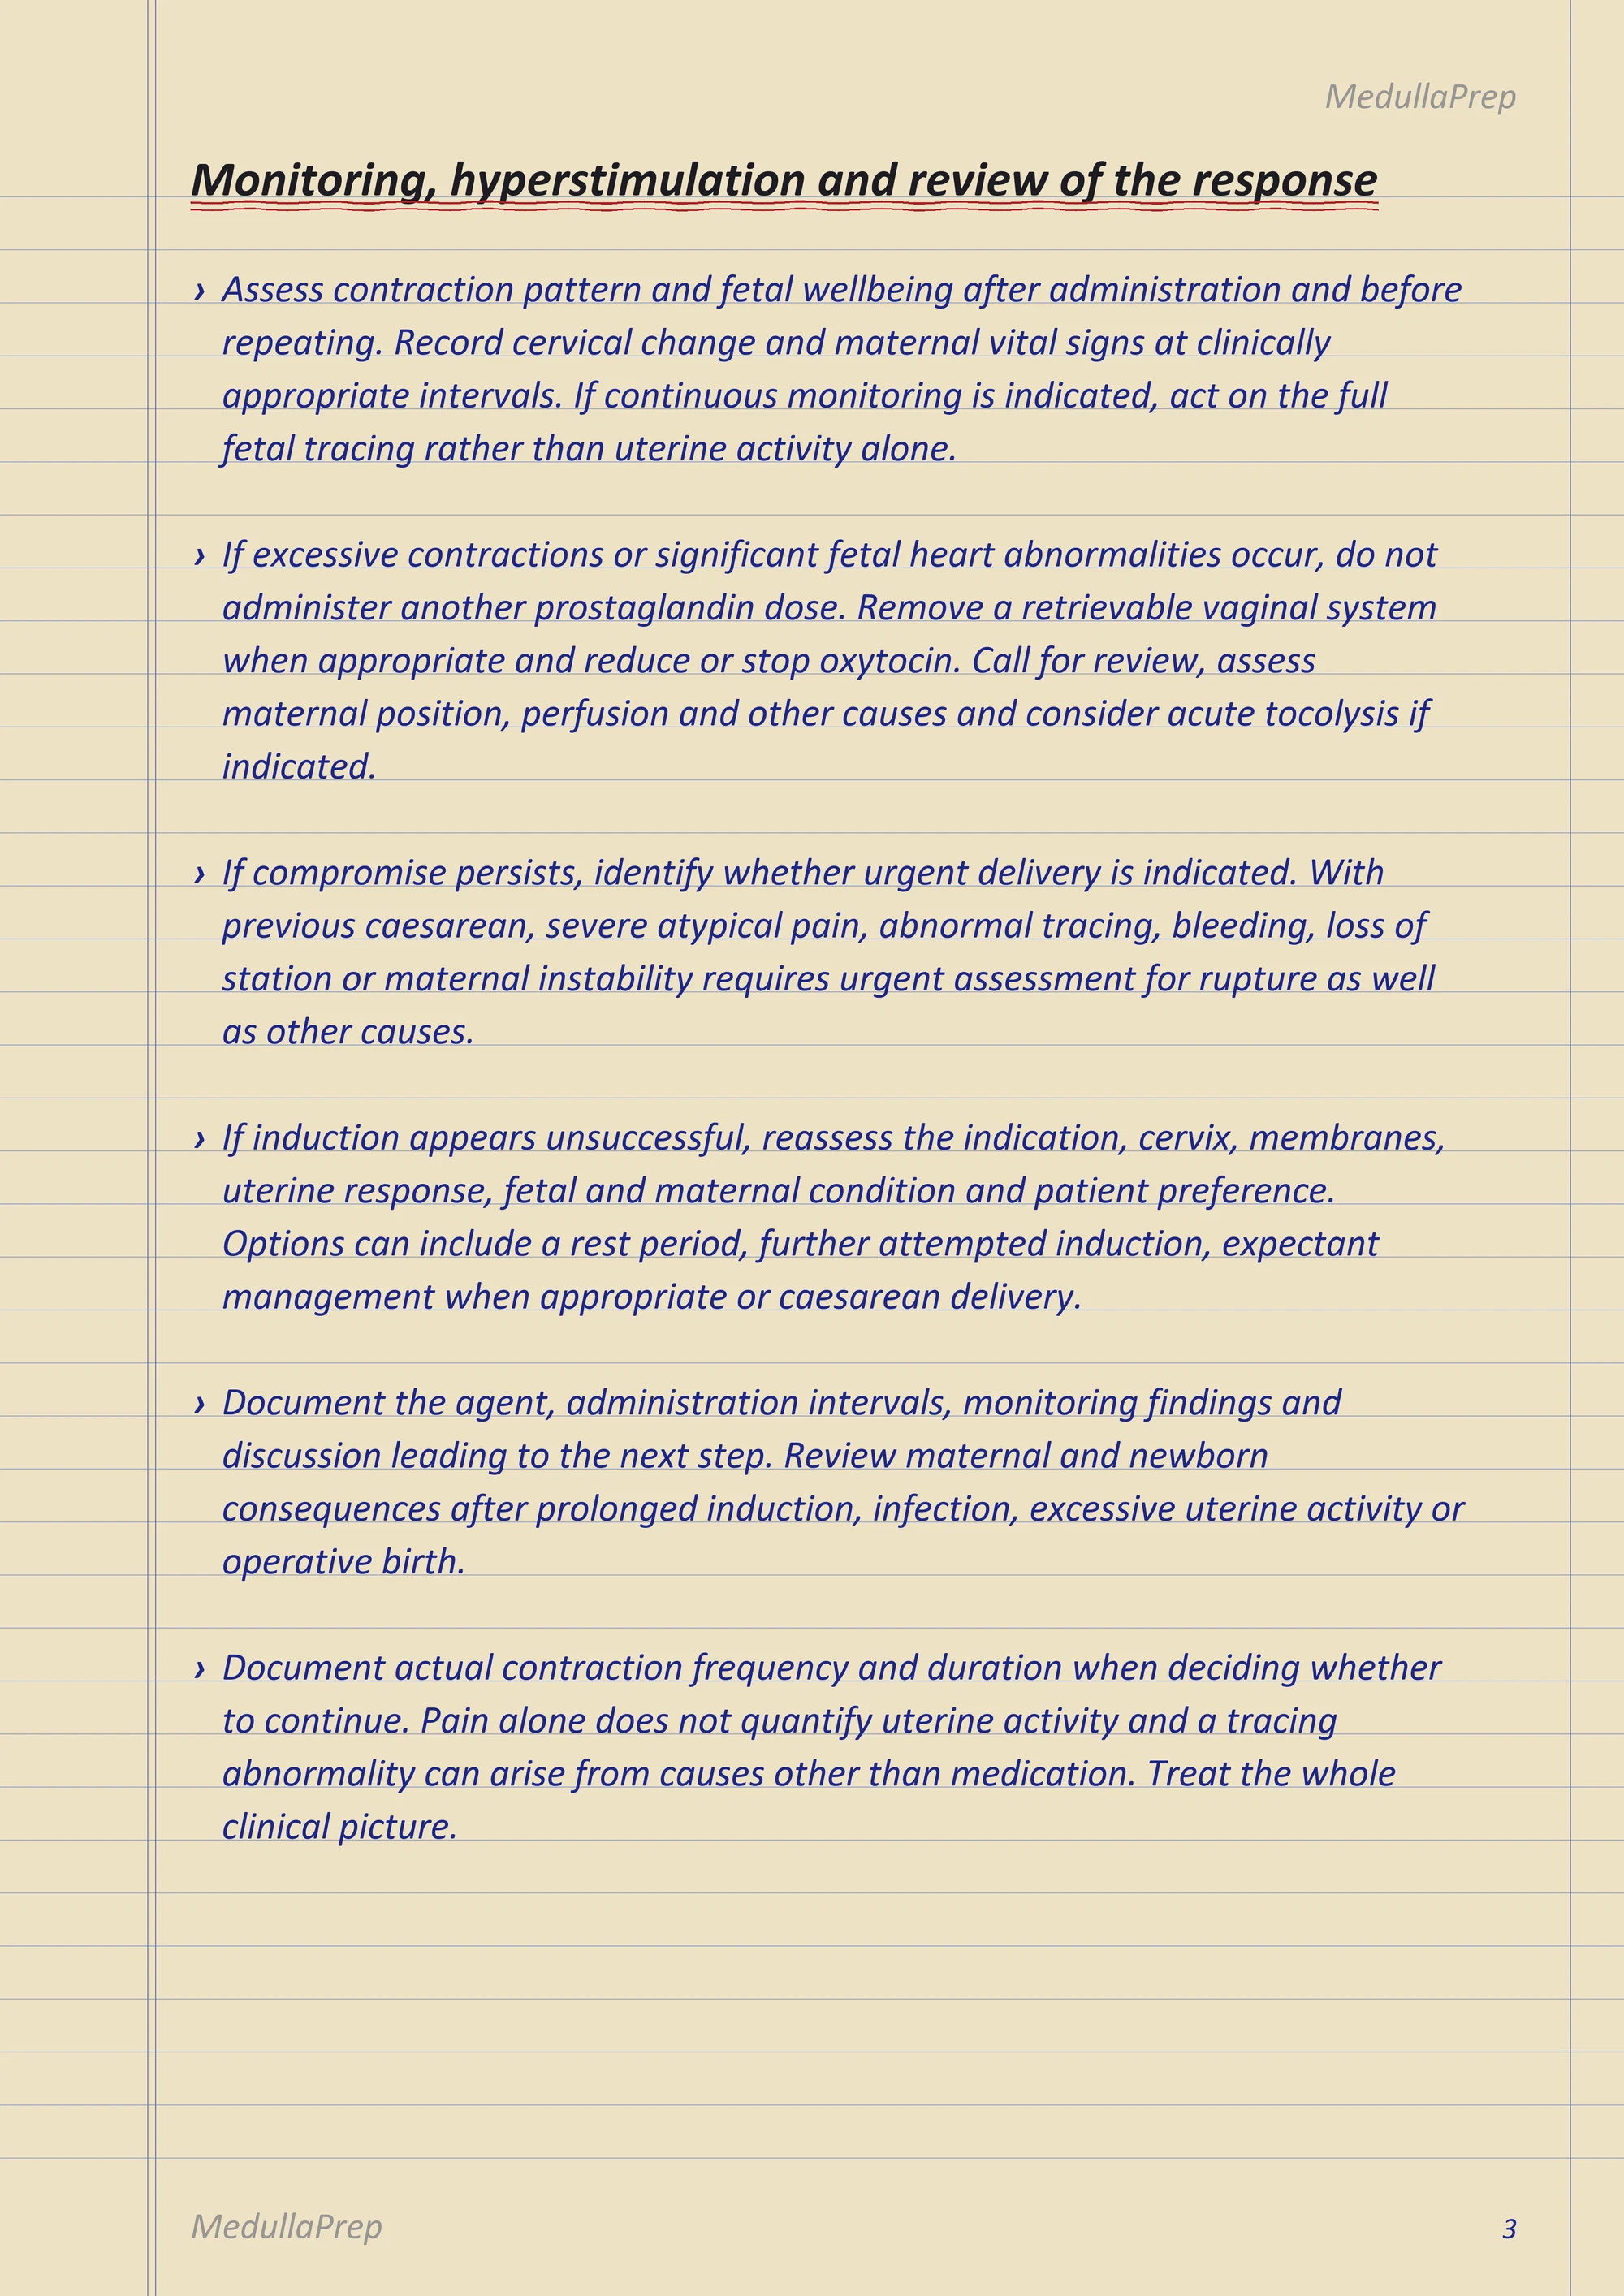 MedullaPrep
Monitoring, hyperstimulation and review of the response
› Assess contraction pattern and fetal wellbeing after administration and before
repeating. Record cervical change and maternal vital signs at clinically
appropriate intervals. If continuous monitoring is indicated, act on the full
fetal tracing rather than uterine activity alone.
› If excessive contractions or significant fetal heart abnormalities occur, do not
administer another prostaglandin dose. Remove a retrievable vaginal system
when appropriate and reduce or stop oxytocin. Call for review, assess
maternal position, perfusion and other causes and consider acute tocolysis if
indicated.
› If compromise persists, identify whether urgent delivery is indicated. With
previous caesarean, severe atypical pain, abnormal tracing, bleeding, loss of
station or maternal instability requires urgent assessment for rupture as well
as other causes.
› If induction appears unsuccessful, reassess the indication, cervix, membranes,
uterine response, fetal and maternal condition and patient preference.
Options can include a rest period, further attempted induction, expectant
management when appropriate or caesarean delivery.
› Document the agent, administration intervals, monitoring findings and
discussion leading to the next step. Review maternal and newborn
consequences after prolonged induction, infection, excessive uterine activity or
operative birth.
› Document actual contraction frequency and duration when deciding whether
to continue. Pain alone does not quantify uterine activity and a tracing
abnormality can arise from causes other than medication. Treat the whole
clinical picture.
MedullaPrep
3